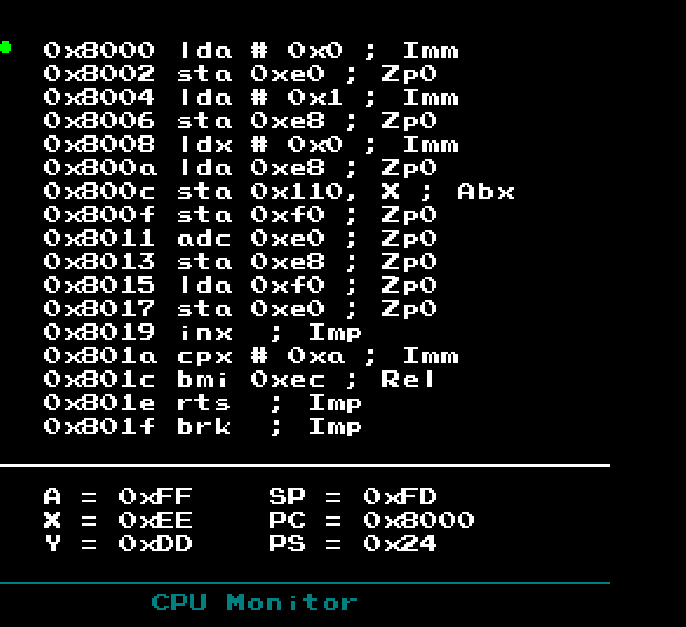 0x8000 lda # 0x0 ; Imm
0x8002 sta 0xe0 ; Zp0
0x8004 lda # 0x1 ; Imm
0x8006 sta 0xe8 ; Zp0
0x8008 ldx # 0x0 ; Imm
0x800a lda 0xe8 ; Zp0
0x800c sta 0x110, X ; Abx
0x800f sta 0xf0 ; Zp0
0x8011 adc 0xe0 ; Zp0
0x8013 sta 0xe8 ; Zp0
0x8015 lda 0xf0 ; Zp0
0x8017 sta 0xe0 ; Zp0
0x8019 inx  ; Imp
0x801a cpx # 0xa ; Imm
0x801c bmi 0xec ; Rel
0x801e rts  ; Imp
0x801f brk  ; Imp
A = 0xFF    SP = 0xFD
X = 0xEE    PC = 0x8000
Y = 0xDD    PS = 0x24
CPU Monitor